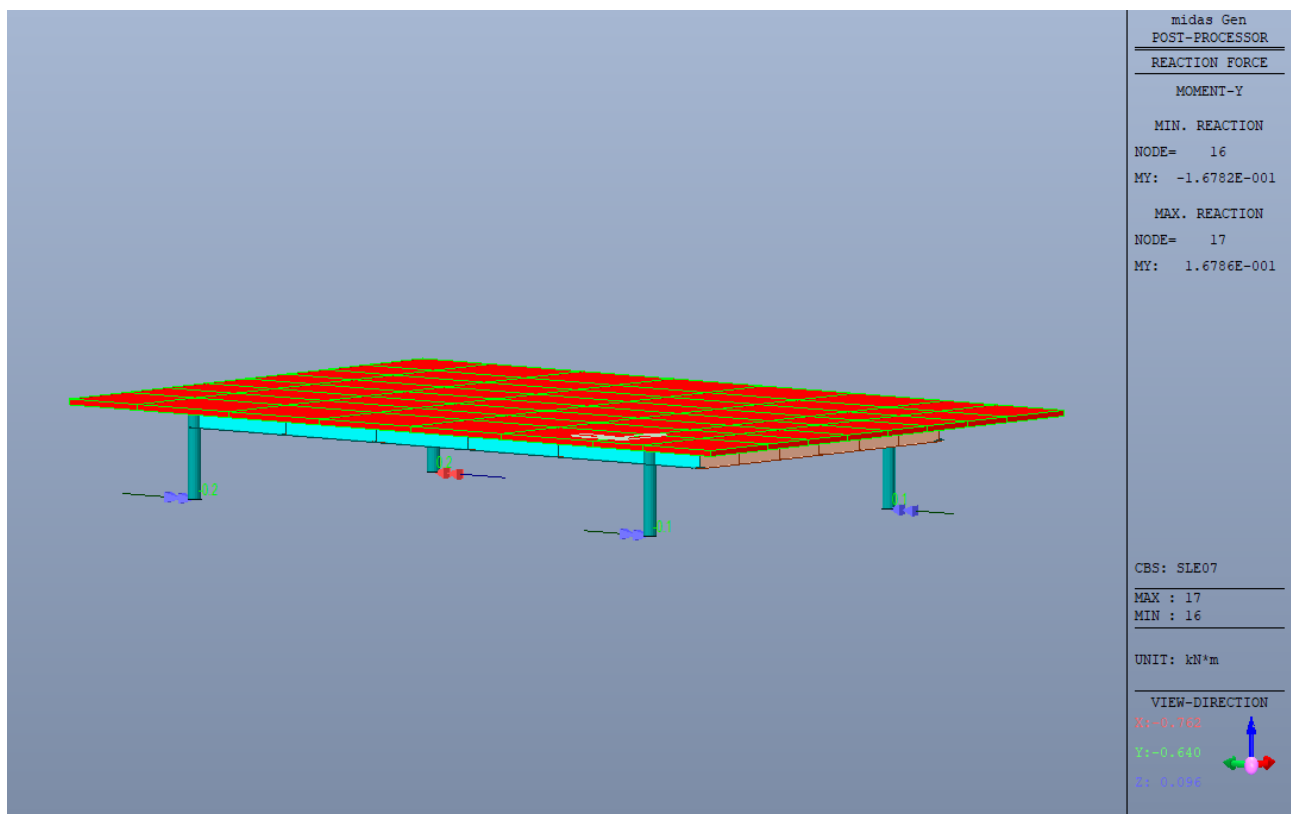 midas Gen
POST-PROCESSOR
REACTION FORCE
MOMENT-Y
MIN. REACTION
NODE= 16
MY: -1.6782E-001
MAX. REACTION
NODE= 17
MY: 1.6786E-001
CBS: SLE07
MAX : 17
MIN : 16
UNIT: kN*m
VIEW-DIRECTION
X:-0.762
Y:-0.640
Z: 0.096